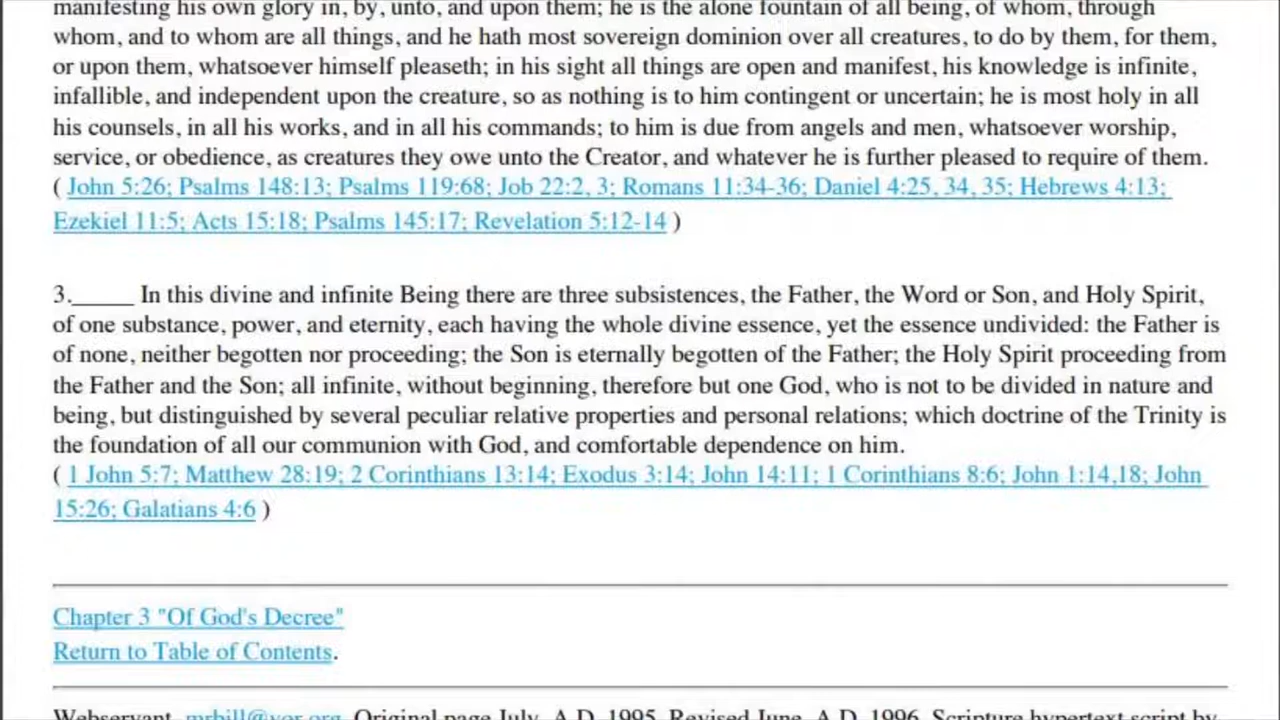 manifesting his own glory in, by, unto, and upon them; he is the alone fountain of all being, of whom, through
whom, and to whom are all things, and he hath most sovereign dominion over all creatures, to do by them, for them,
or upon them, whatsoever himself pleaseth; in his sight all things are open and manifest, his knowledge is infinite,
infallible, and independent upon the creature, so as nothing is to him contingent or uncertain; he is most holy in all
his counsels, in all his works, and in all his commands; to him is due from angels and men, whatsoever worship,
service, or obedience, as creatures they owe unto the Creator, and whatever he is further pleased to require of them.
( John 5:26; Psalms 148:13; Psalms 119:68; Job 22:2, 3; Romans 11:34-36; Daniel 4:25, 34, 35; Hebrews 4:13;
Ezekiel 11:5; Acts 15:18; Psalms 145:17; Revelation 5:12-14 )
3._____ In this divine and infinite Being there are three subsistences, the Father, the Word or Son, and Holy Spirit,
of one substance, power, and eternity, each having the whole divine essence, yet the essence undivided: the Father is
of none, neither begotten nor proceeding; the Son is eternally begotten of the Father; the Holy Spirit proceeding from
the Father and the Son; all infinite, without beginning, therefore but one God, who is not to be divided in nature and
being, but distinguished by several peculiar relative properties and personal relations; which doctrine of the Trinity is
the foundation of all our communion with God, and comfortable dependence on him.
( 1 John 5:7; Matthew 28:19; 2 Corinthians 13:14; Exodus 3:14; John 14:11; 1 Corinthians 8:6; John 1:14,18; John
15:26; Galatians 4:6 )
Chapter 3 "Of God's Decree"
Return to Table of Contents.
Webservant mrbill@vor.org Original page July, A.D. 1995. Revised June, A.D. 1996. Scripture hypertext script by